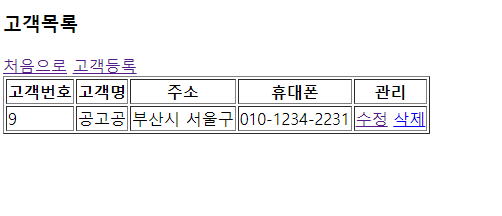 고객목록
처음으로 고객등록
고객번호 고객명 주소 휴대폰 관리
9 공고공 부산시 서울구 010-1234-2231 수정 삭제